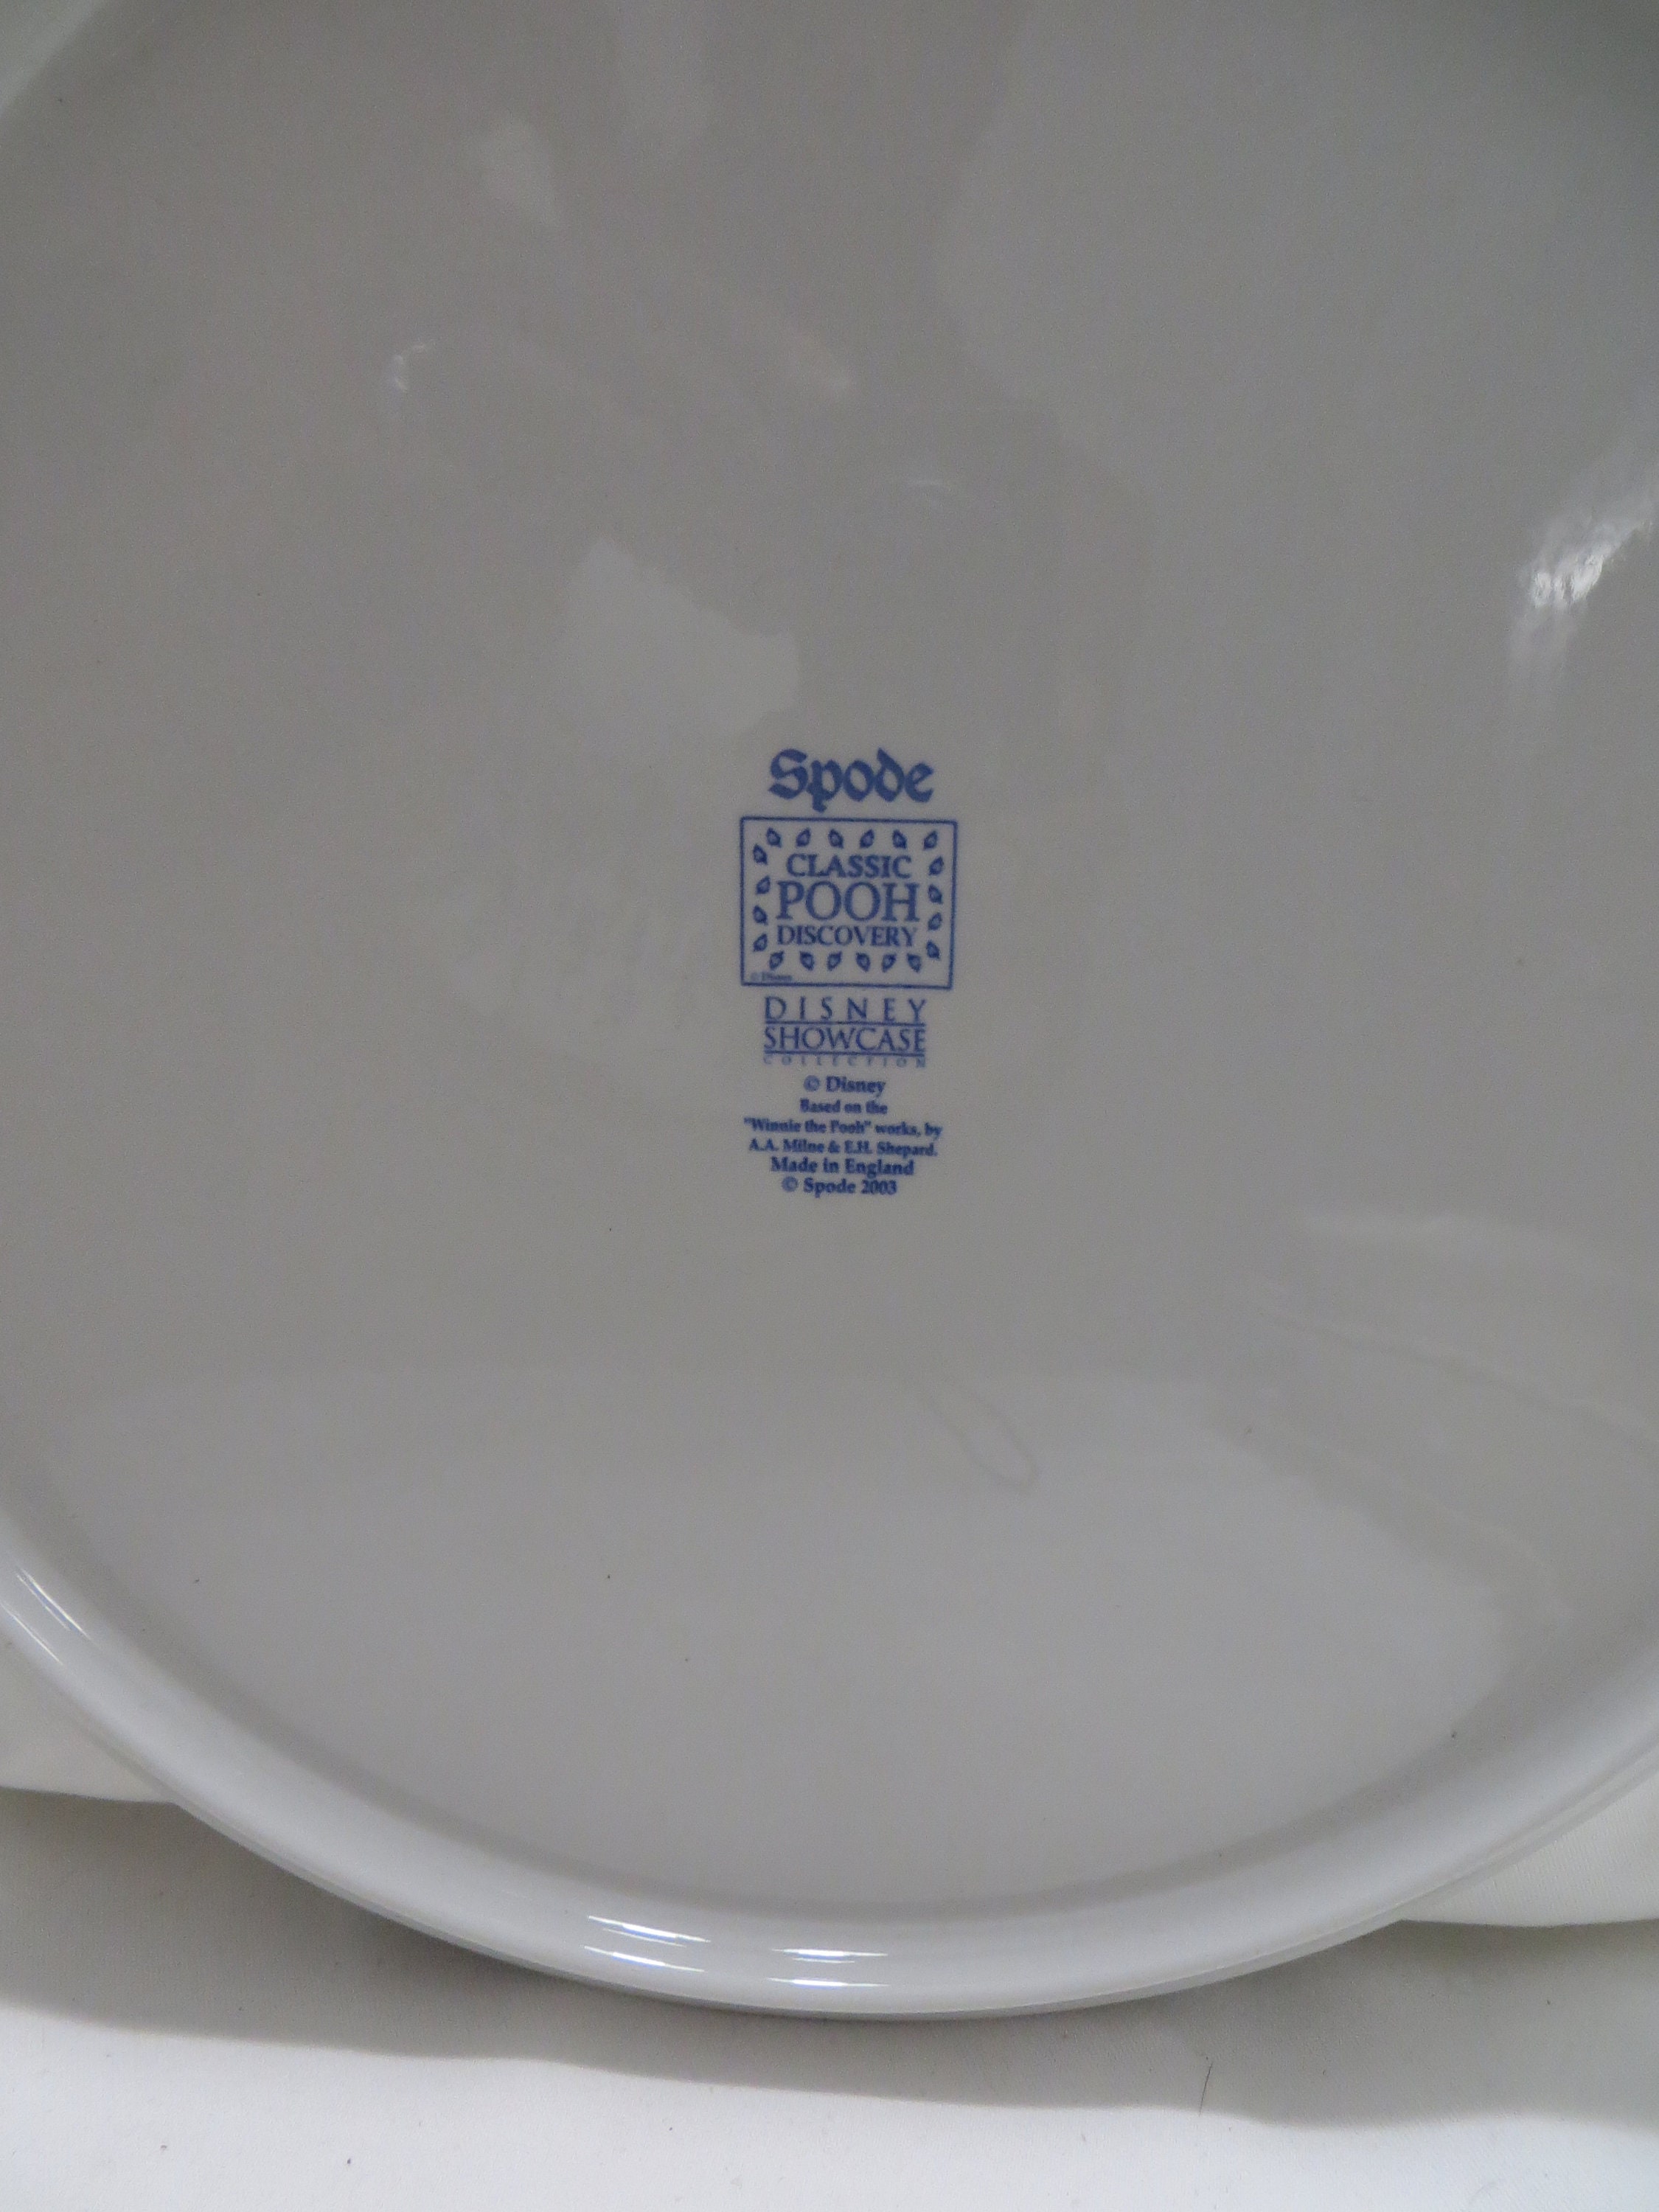 Spode
CLASSIC
POOH
DISCOVERY
© Disney
DISNEY
SHOWCASE
COLLECTION
© Disney
Based on the
"Winnie the Pooh" works, by
A.A. Milne & E.H. Shepard.
Made in England
© Spode 2003